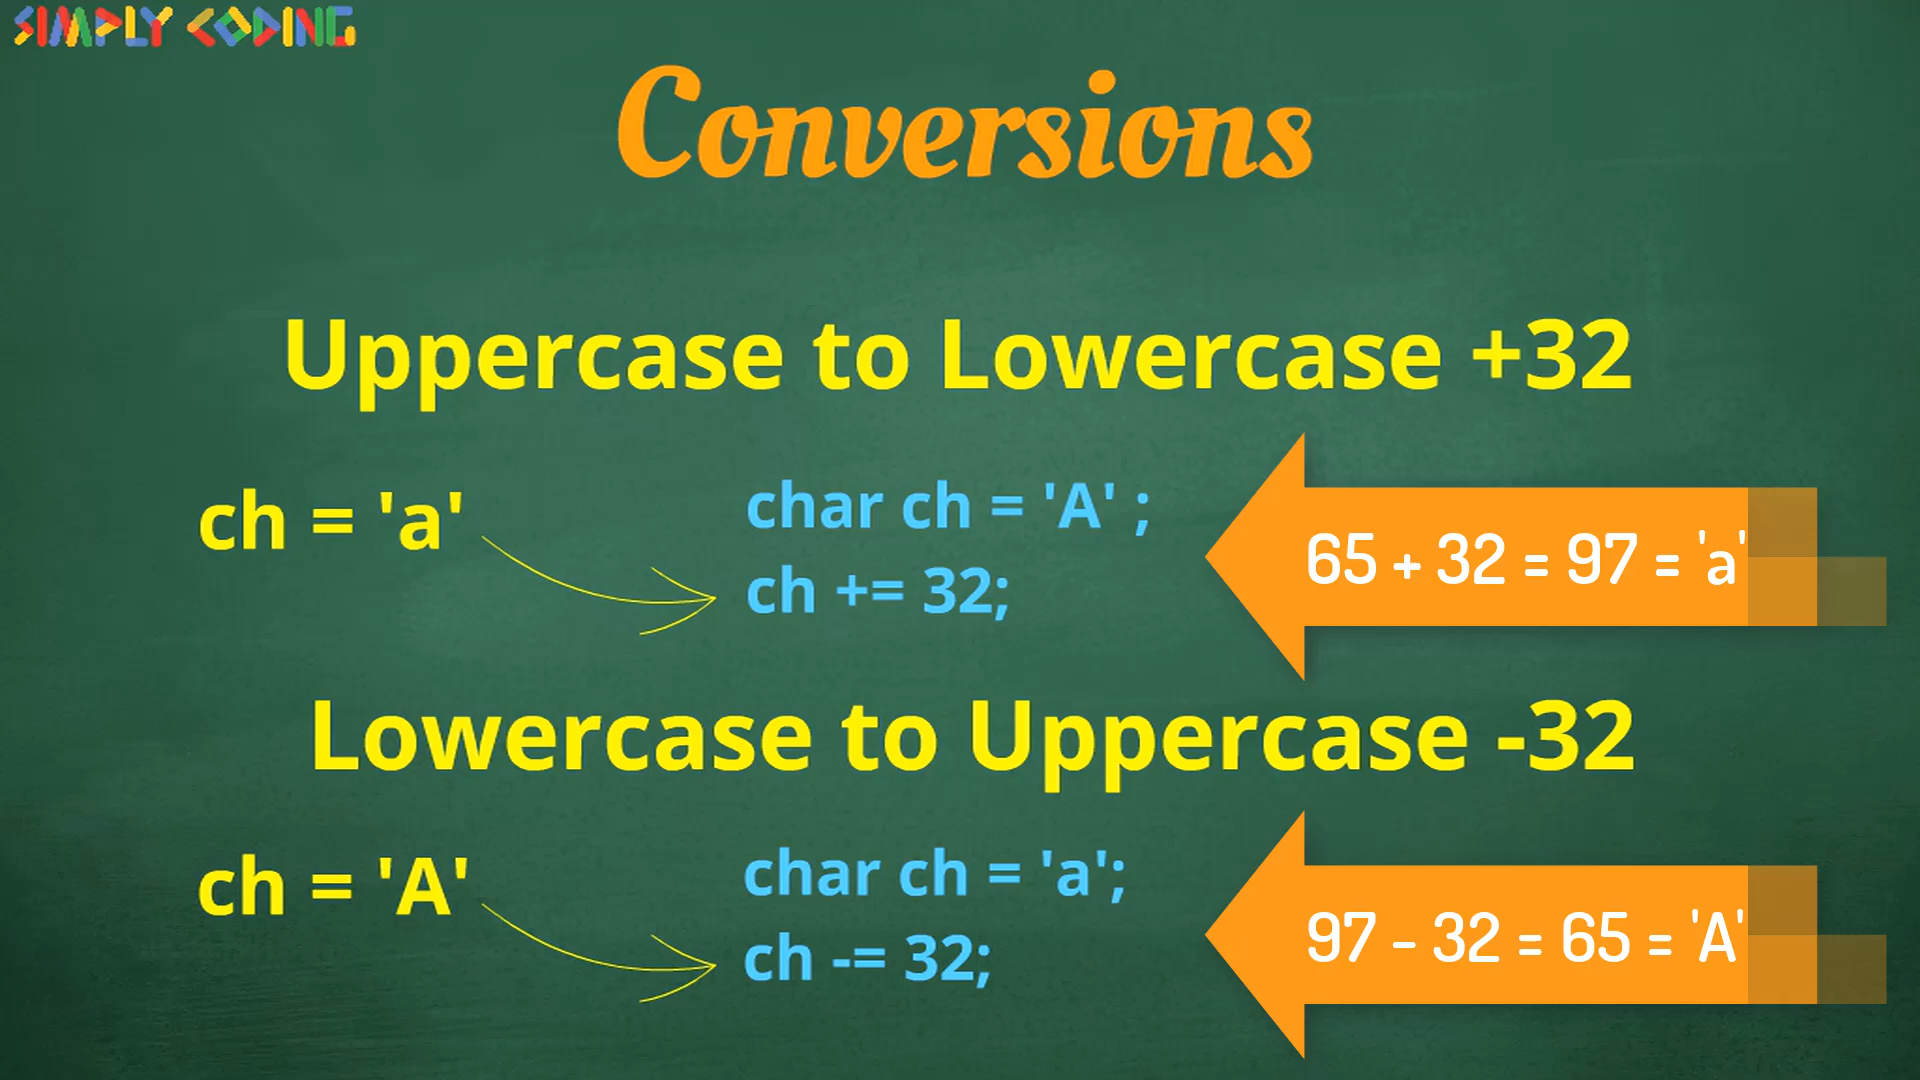 SIMPLY CODING
Conversions
Uppercase to Lowercase +32
ch = 'a'
char ch = 'A' ;
ch += 32;
65 + 32 = 97 = 'a'
Lowercase to Uppercase -32
ch = 'A'
char ch = 'a';
ch -= 32;
97 - 32 = 65 = 'A'